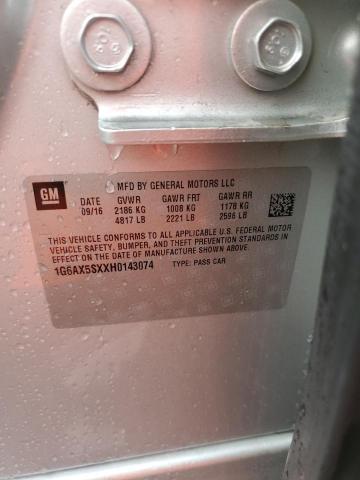 GM
MFD BY GENERAL MOTORS LLC
DATE GVWR GAWR FRT GAWR RR
09/16 2186 KG 1008 KG 1178 KG
4817 LB 2221 LB 2596 LB
THIS VEHICLE CONFORMS TO ALL APPLICABLE U.S. FEDERAL MOTOR
VEHICLE SAFETY, BUMPER, AND THEFT PREVENTION STANDARDS IN
EFFECT ON THE DATE OF MANUFACTURE SHOWN ABOVE.
1G6AX5SXXH0143074 TYPE: PASS CAR